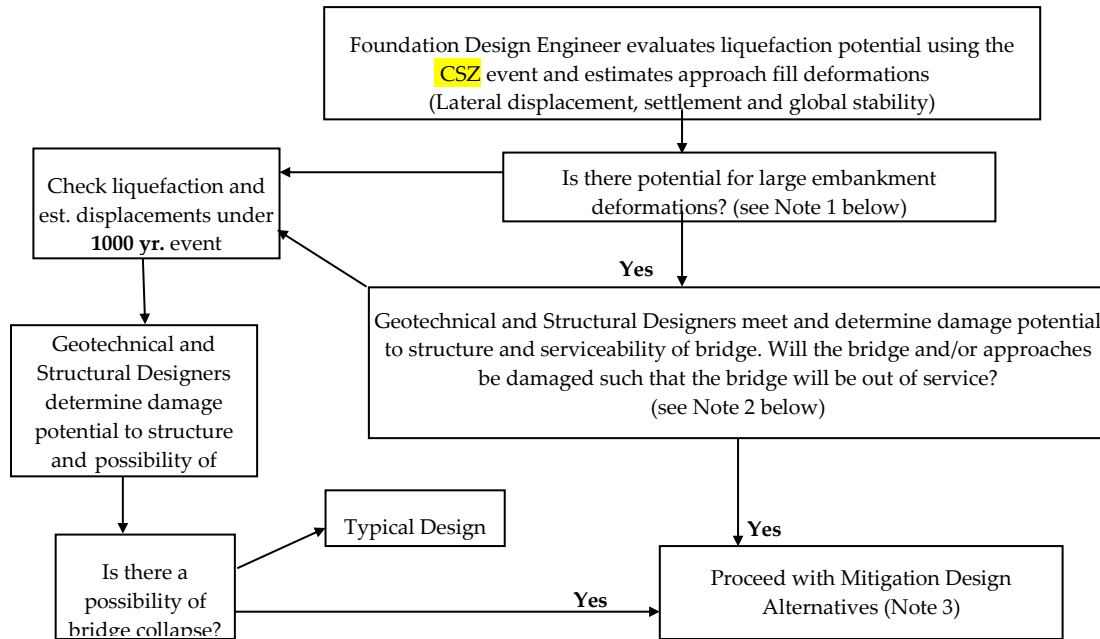 Foundation Design Engineer evaluates liquefaction potential using the
CSZ event and estimates approach fill deformations
(Lateral displacement, settlement and global stability)
Is there potential for large embankment
deformations? (see Note 1 below)
Check liquefaction and
est. displacements under
1000 yr. event
Yes
Geotechnical and Structural Designers meet and determine damage potential
to structure and serviceability of bridge. Will the bridge and/or approaches
be damaged such that the bridge will be out of service?
(see Note 2 below)
Geotechnical and
Structural Designers
determine damage
potential to structure
and possibility of
Typical Design
Yes
Is there a
possibility of
bridge collapse?
Yes
Proceed with Mitigation Design
Alternatives (Note 3)